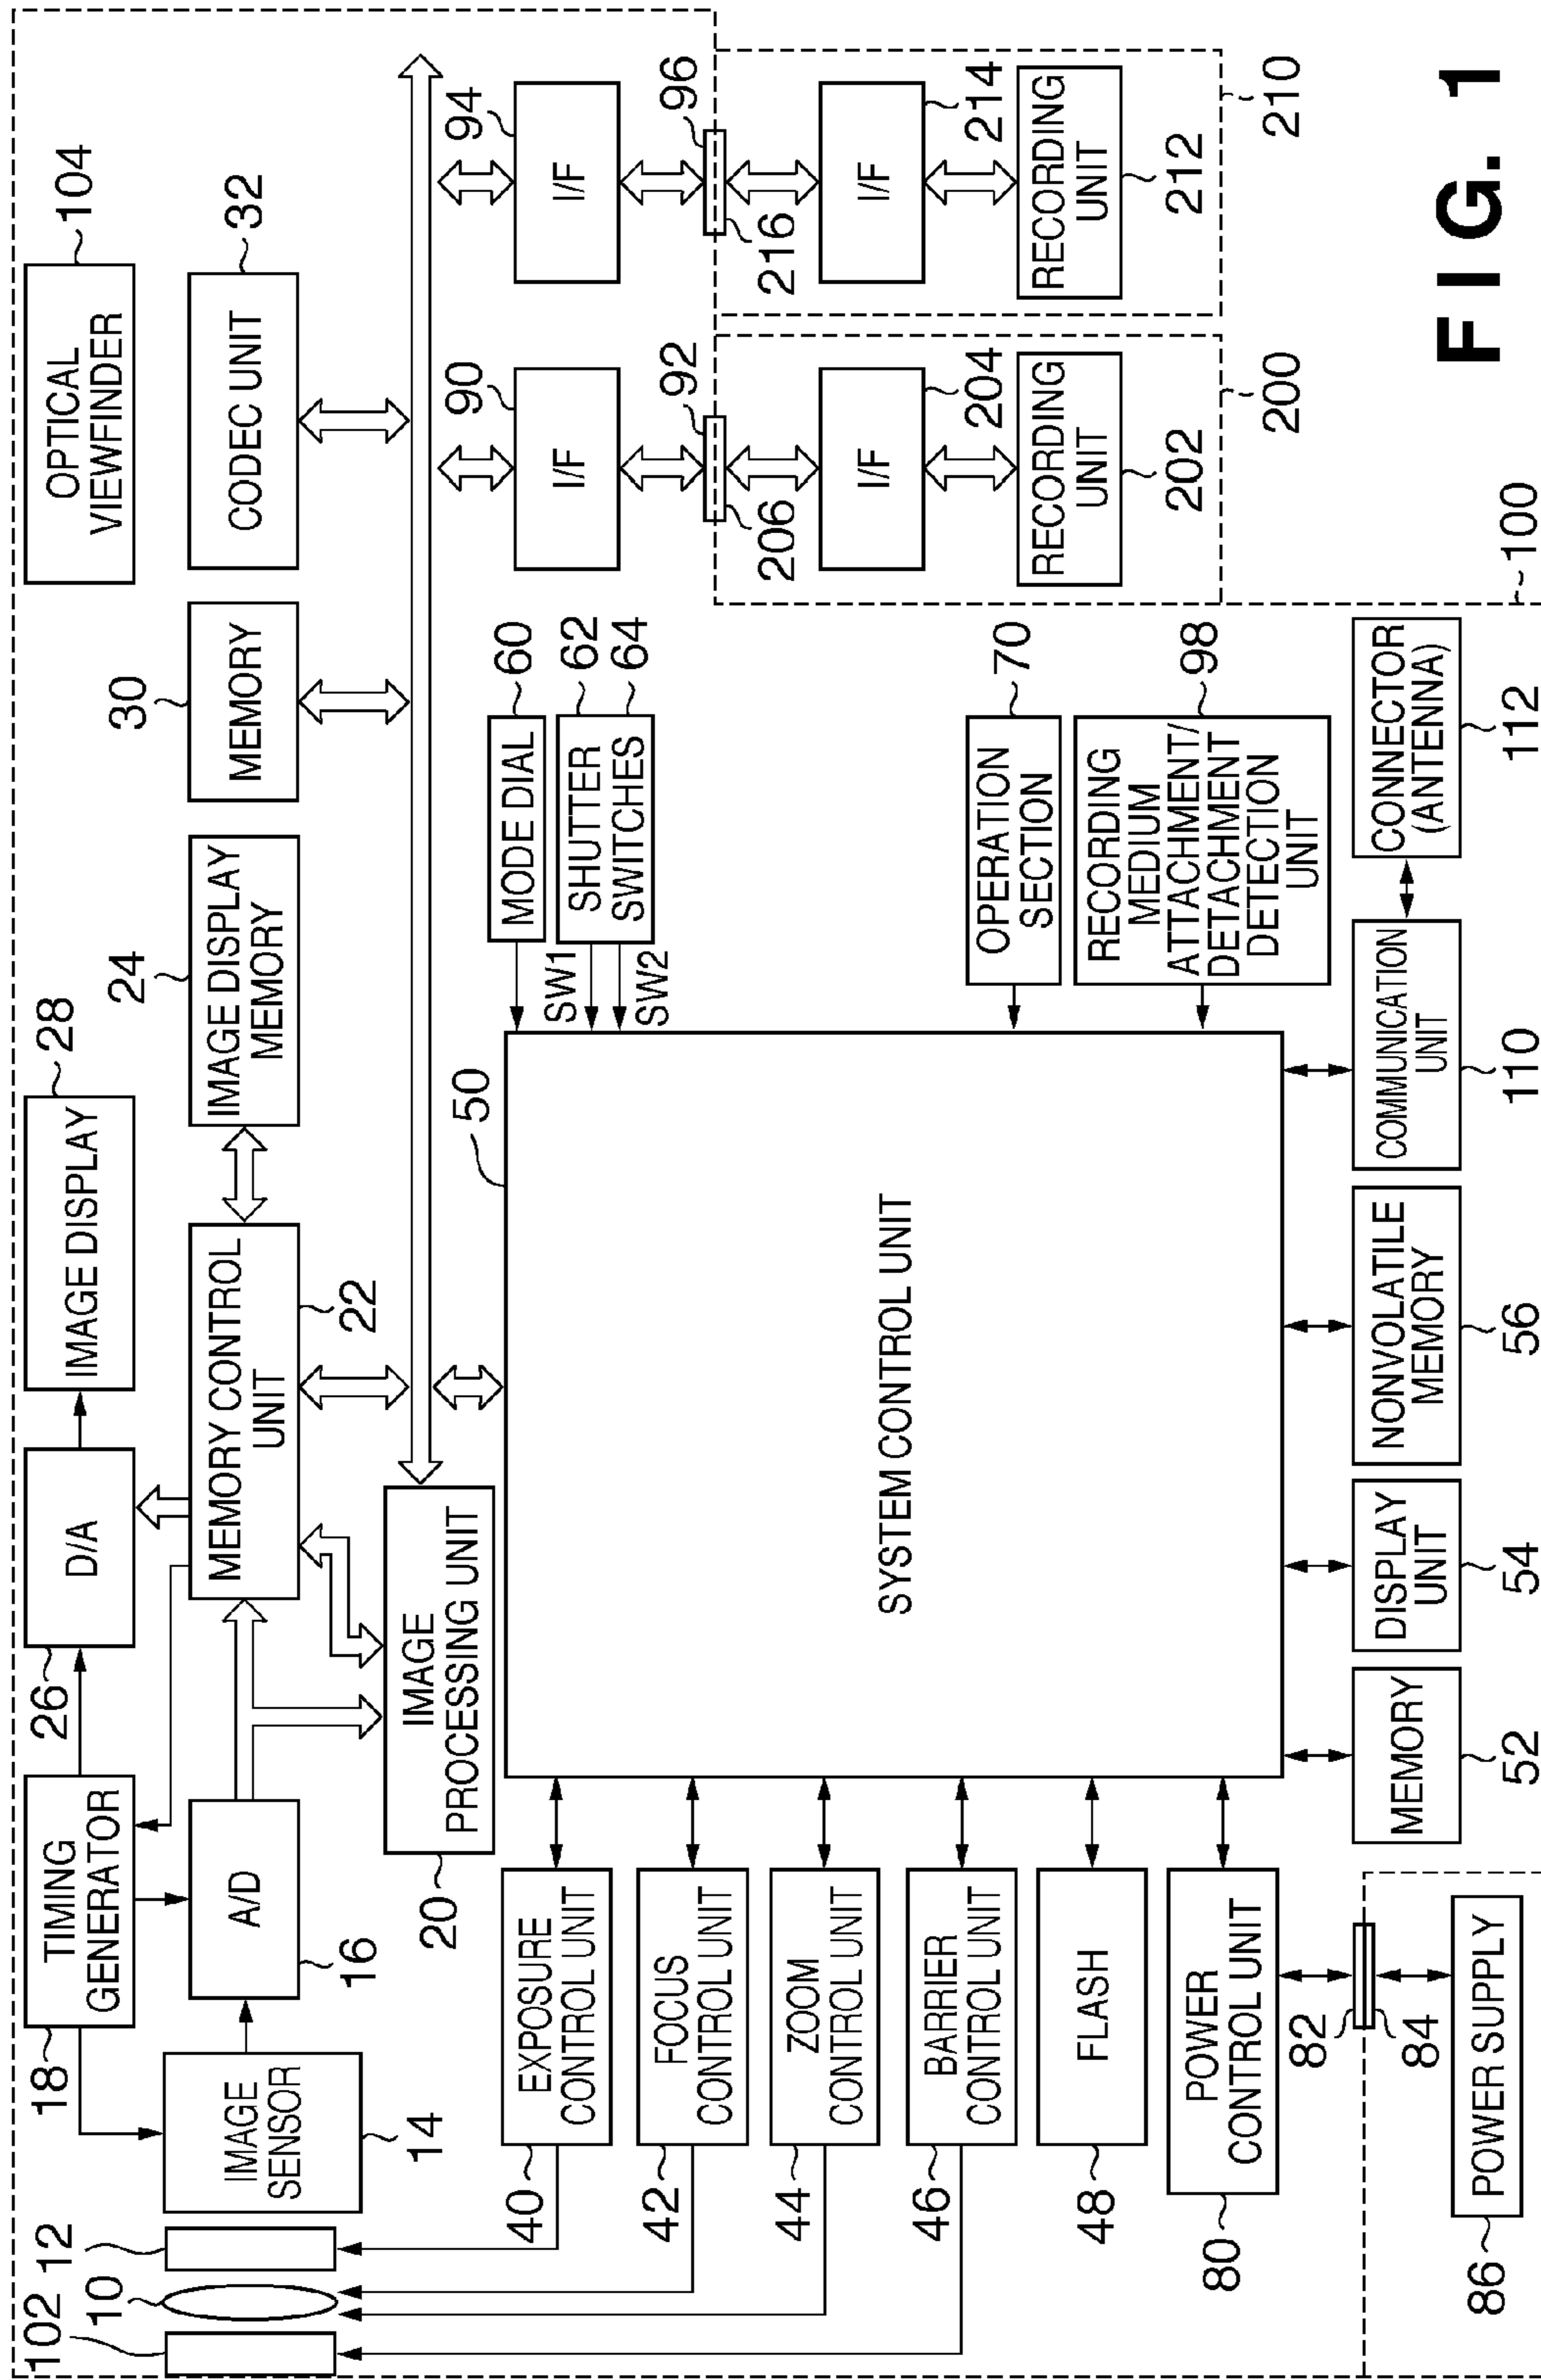 102
10
12
IMAGE
SENSOR
14
18
TIMING
GENERATOR
A/D
16
26
D/A
28
IMAGE DISPLAY
MEMORY CONTROL
UNIT
22
24
IMAGE DISPLAY
MEMORY
30
MEMORY
32
CODEC UNIT
OPTICAL
VIEWFINDER
104
20
IMAGE
PROCESSING UNIT
40
EXPOSURE
CONTROL UNIT
42
FOCUS
CONTROL UNIT
44
ZOOM
CONTROL UNIT
46
BARRIER
CONTROL UNIT
48
FLASH
80
POWER
CONTROL UNIT
82
84
86
POWER SUPPLY
50
SYSTEM CONTROL UNIT
MODE DIAL
60
SHUTTER
SWITCHES
62
64
SW1
SW2
OPERATION
SECTION
70
RECORDING
MEDIUM
ATTACHMENT/
DETACHMENT
DETECTION
UNIT
98
MEMORY
52
DISPLAY
UNIT
54
NONVOLATILE
MEMORY
56
COMMUNICATION
UNIT
110
CONNECTOR
(ANTENNA)
112
90
I/F
92
206
I/F
204
RECORDING
UNIT
202
200
94
I/F
96
216
I/F
214
RECORDING
UNIT
212
210
100
FIG. 1